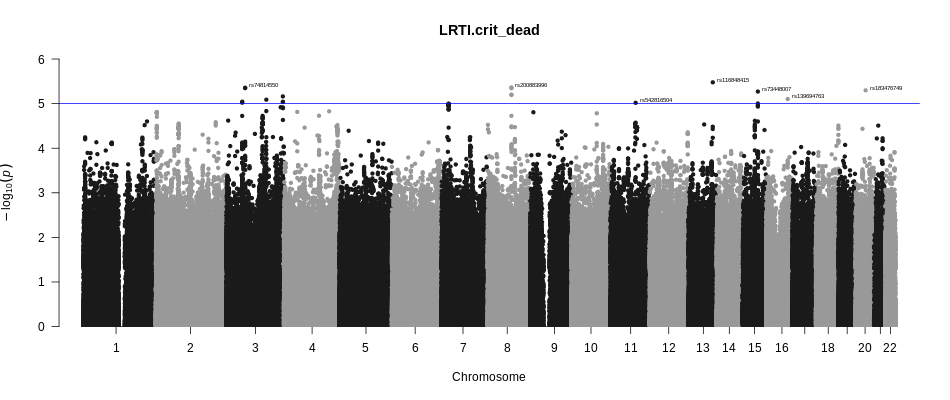 LRTI.crit_dead
6
rs116848415
rs74814550
rs200883996
rs183476749
rs73448007
rs139694763
rs542816504
5
4
3
2
1
0
−log₁₀(p)
1 2 3 4 5 6 7 8 9 10 11 12 13 14 15 16 18 20 22
Chromosome